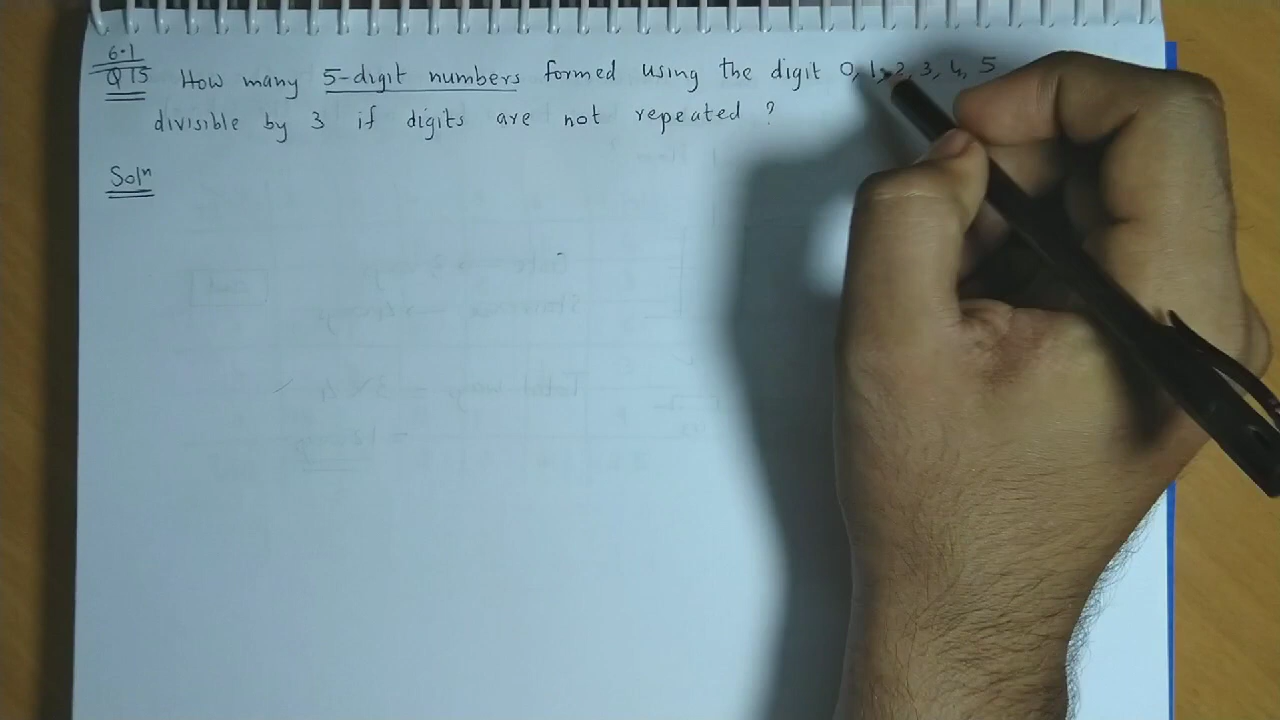 6.1
Q 15 How many 5-digit numbers formed using the digit 0, 1, 2, 3, 4, 5
divisible by 3 if digits are not repeated ?
Solⁿ